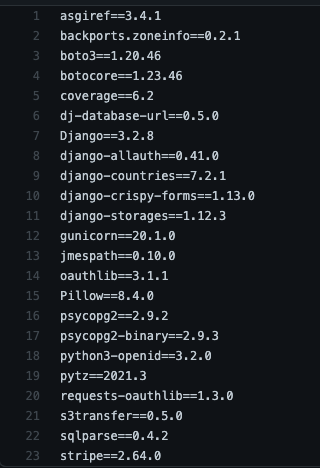 1 asgiref==3.4.1
2 backports.zoneinfo==0.2.1
3 boto3==1.20.46
4 botocore==1.23.46
5 coverage==6.2
6 dj-database-url==0.5.0
7 Django==3.2.8
8 django-allauth==0.41.0
9 django-countries==7.2.1
10 django-crispy-forms==1.13.0
11 django-storages==1.12.3
12 gunicorn==20.1.0
13 jmespath==0.10.0
14 oauthlib==3.1.1
15 Pillow==8.4.0
16 psycopg2==2.9.2
17 psycopg2-binary==2.9.3
18 python3-openid==3.2.0
19 pytz==2021.3
20 requests-oauthlib==1.3.0
21 s3transfer==0.5.0
22 sqlparse==0.4.2
23 stripe==2.64.0